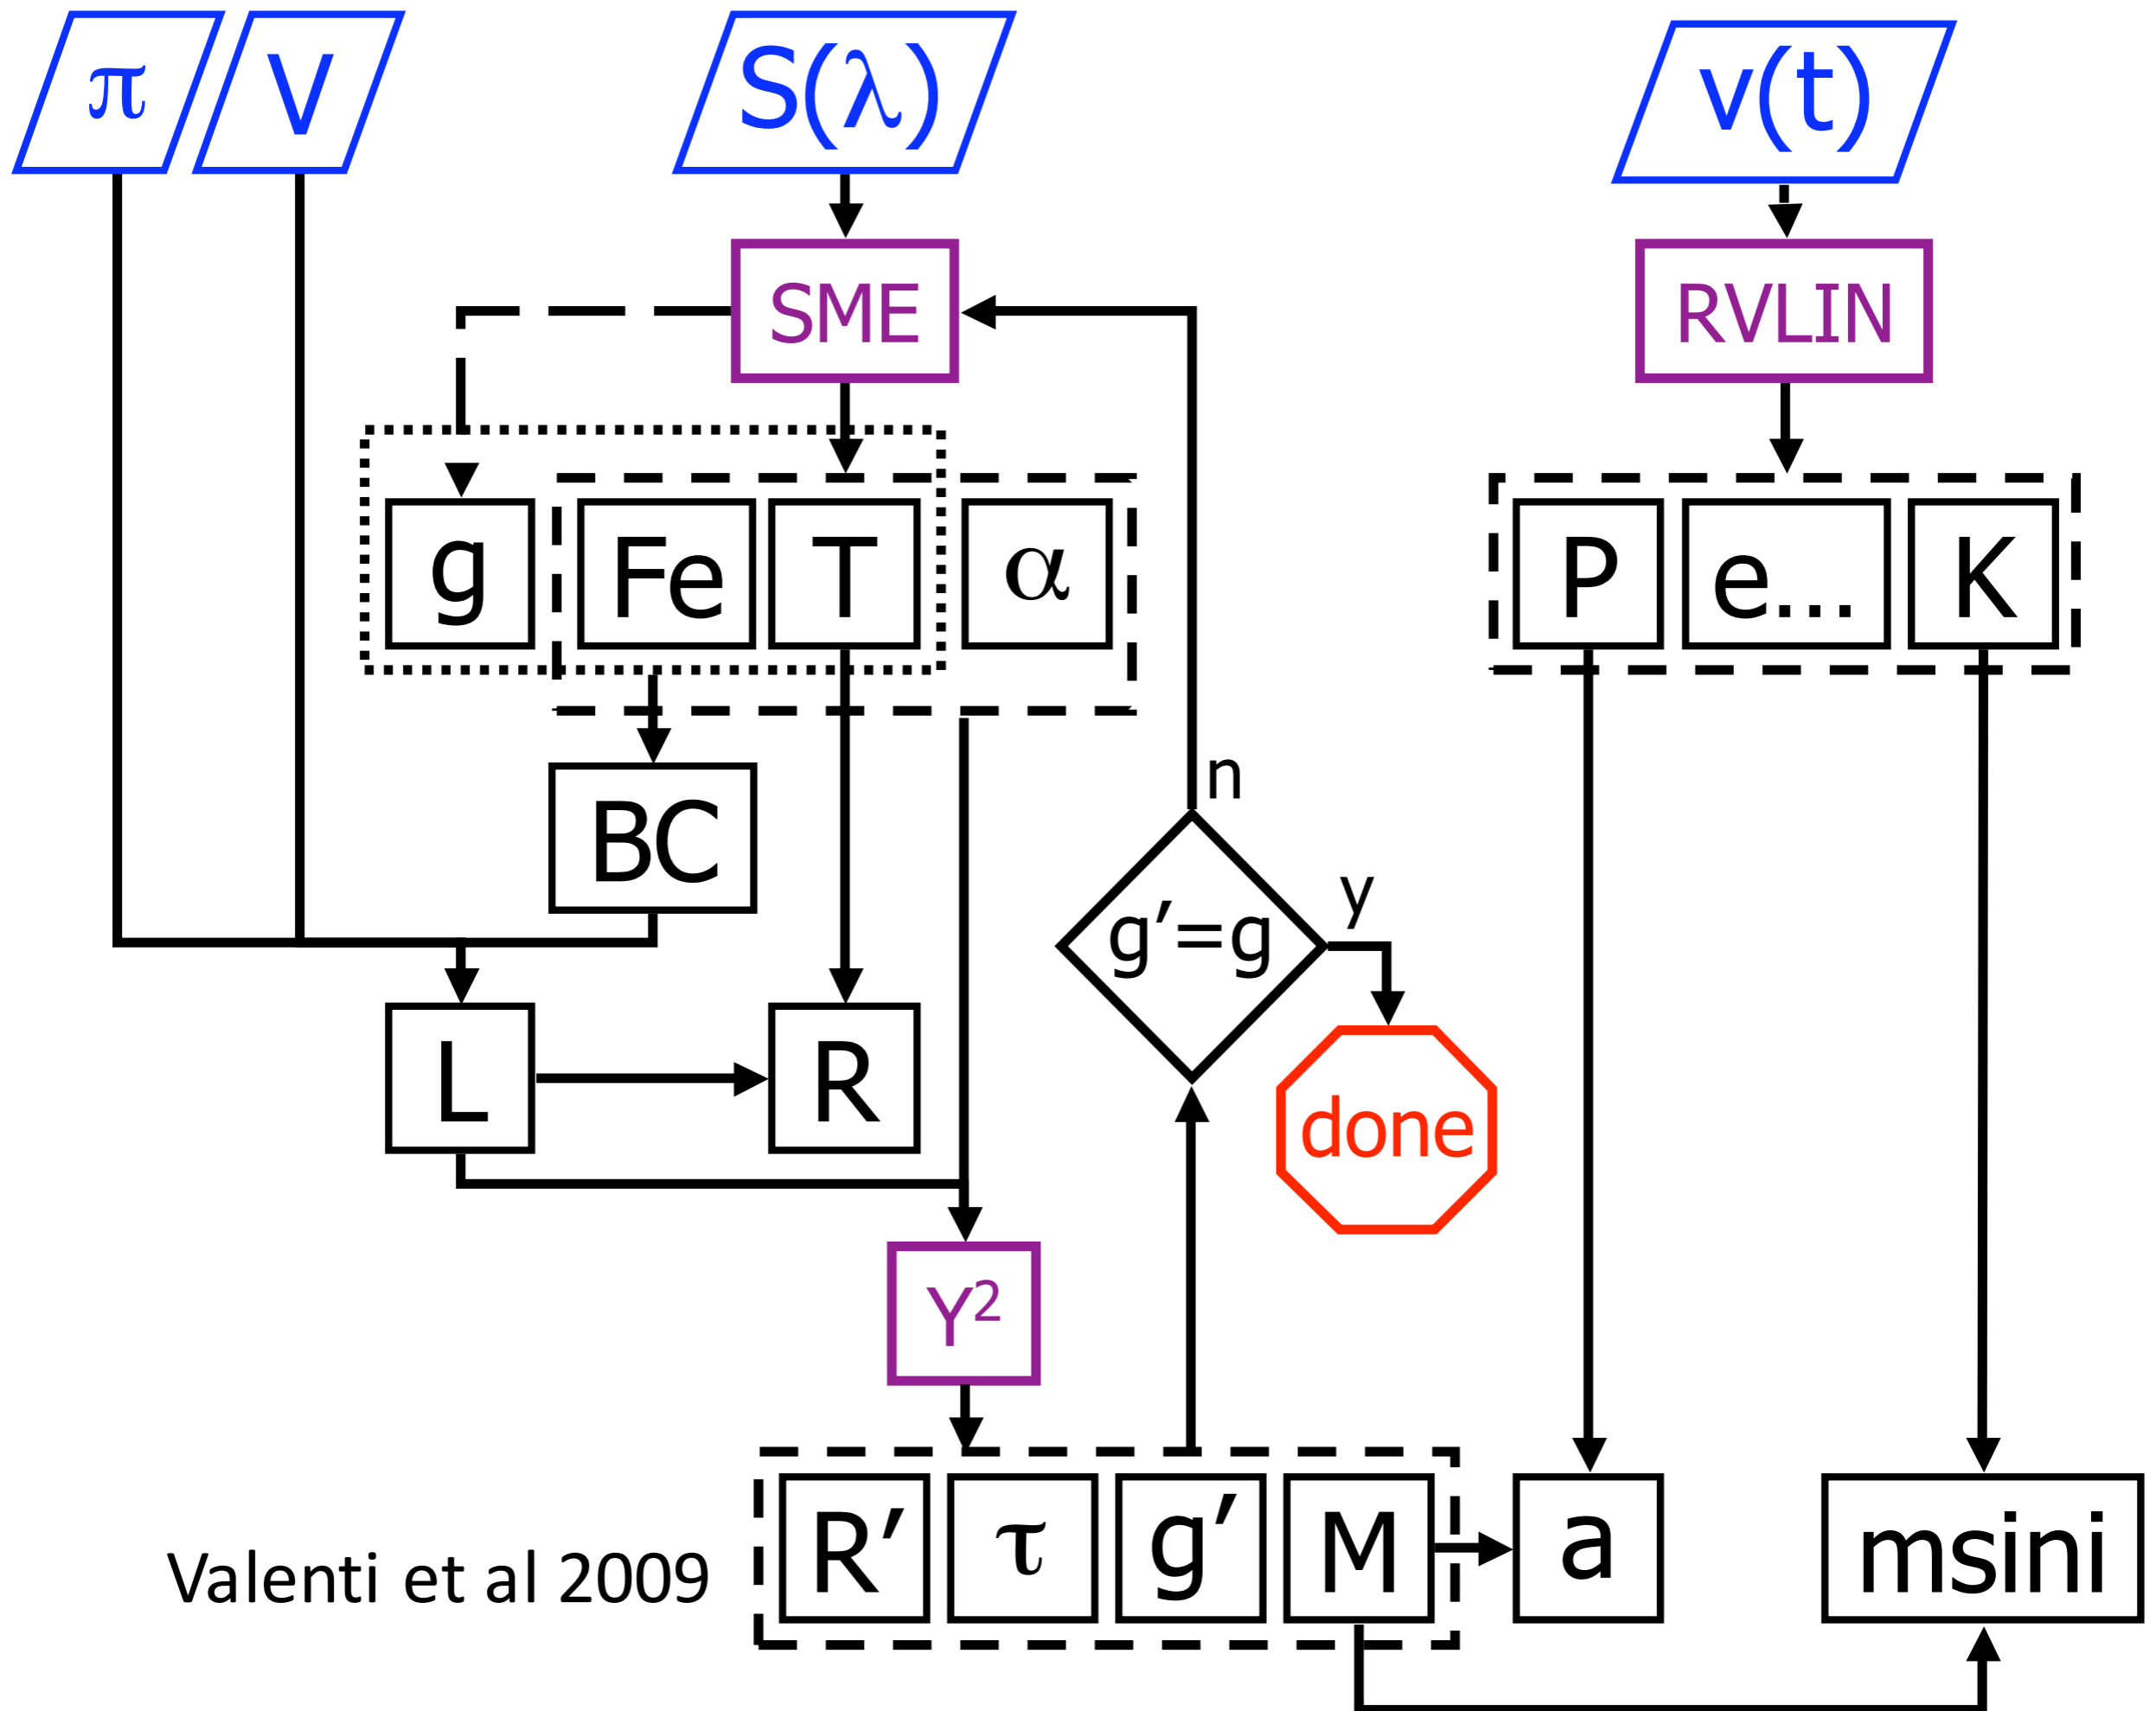 π
v
S(λ)
v(t)
SME
RVLIN
g
Fe
T
α
P
e...
K
BC
n
y
g′=g
L
R
done
Y²
R′
τ
g′
M
a
msini
Valenti et al 2009